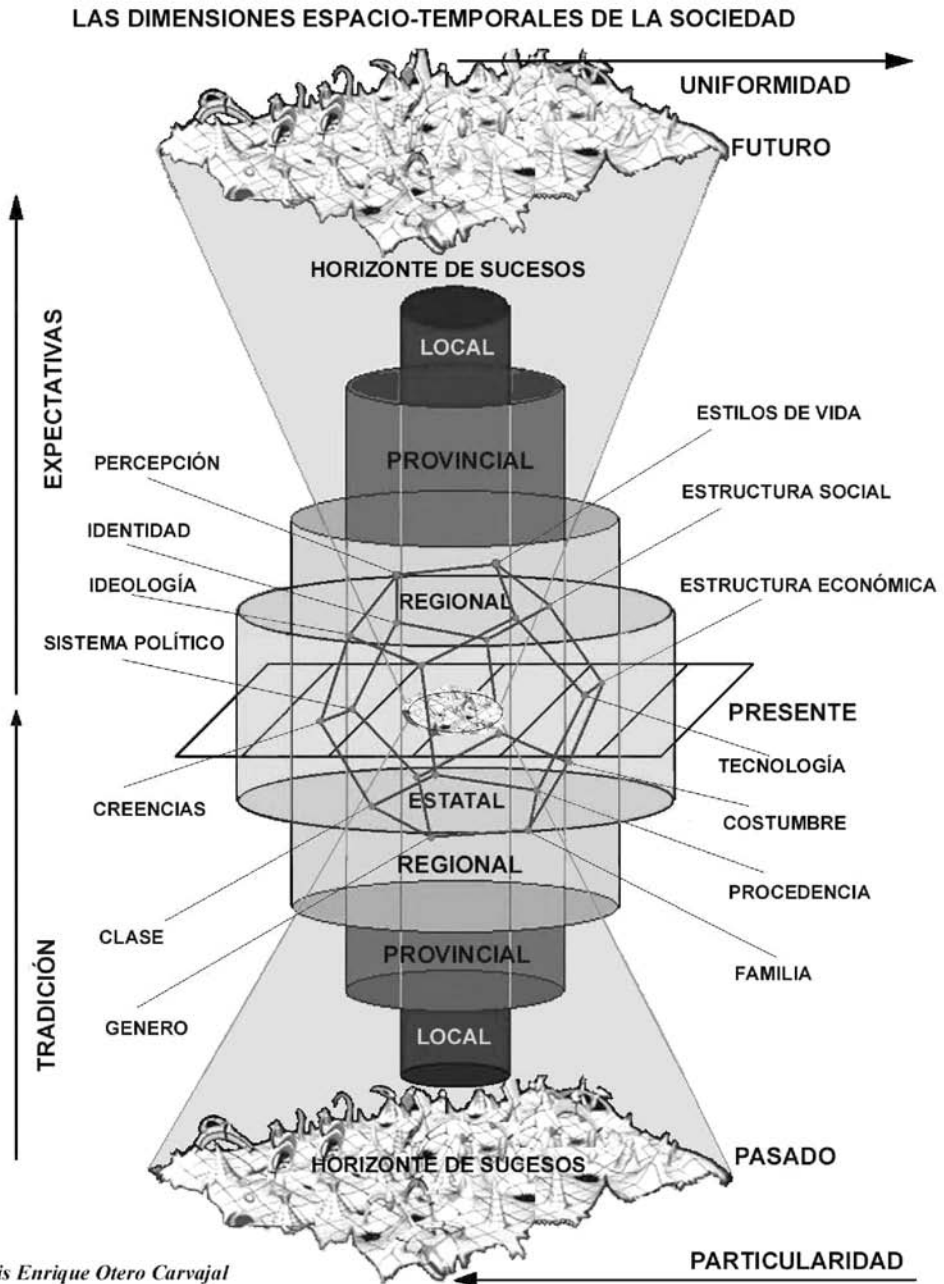 LAS DIMENSIONES ESPACIO-TEMPORALES DE LA SOCIEDAD
UNIFORMIDAD
FUTURO
HORIZONTE DE SUCESOS
LOCAL
EXPECTATIVAS
ESTILOS DE VIDA
PROVINCIAL
PERCEPCIÓN
ESTRUCTURA SOCIAL
IDENTIDAD
IDEOLOGÍA
REGIONAL
ESTRUCTURA ECONÓMICA
SISTEMA POLÍTICO
PRESENTE
TECNOLOGÍA
CREENCIAS
ESTATAL
COSTUMBRE
REGIONAL
PROCEDENCIA
CLASE
PROVINCIAL
FAMILIA
TRADICIÓN
GENERO
LOCAL
PASADO
HORIZONTE DE SUCESOS
PARTICULARIDAD
is Enrique Otero Carvajal